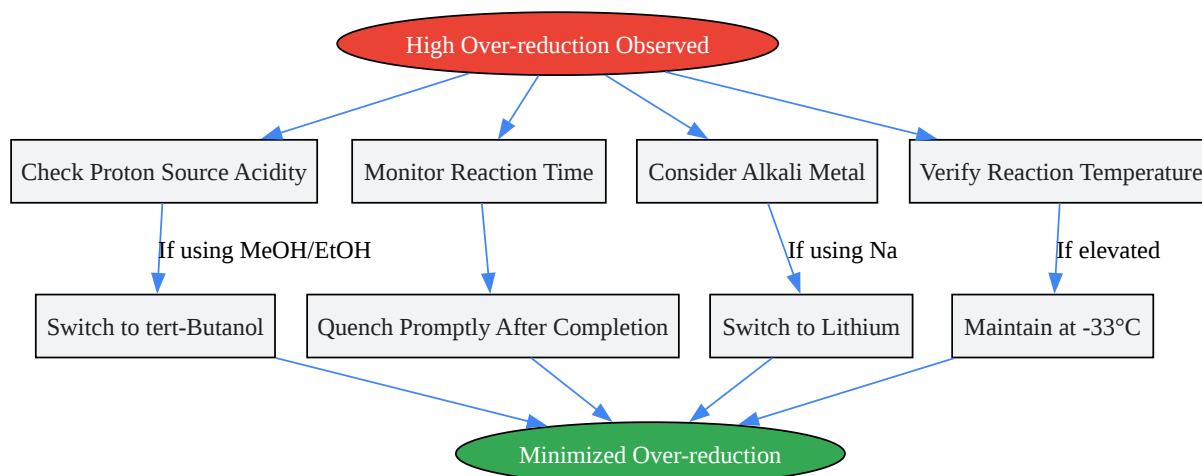 High Over-reduction Observed
Check Proton Source Acidity
Monitor Reaction Time
Consider Alkali Metal
Verify Reaction Temperature
If using MeOH/EtOH
If using Na
If elevated
Switch to tert-Butanol
Quench Promptly After Completion
Switch to Lithium
Maintain at -33°C
Minimized Over-reduction